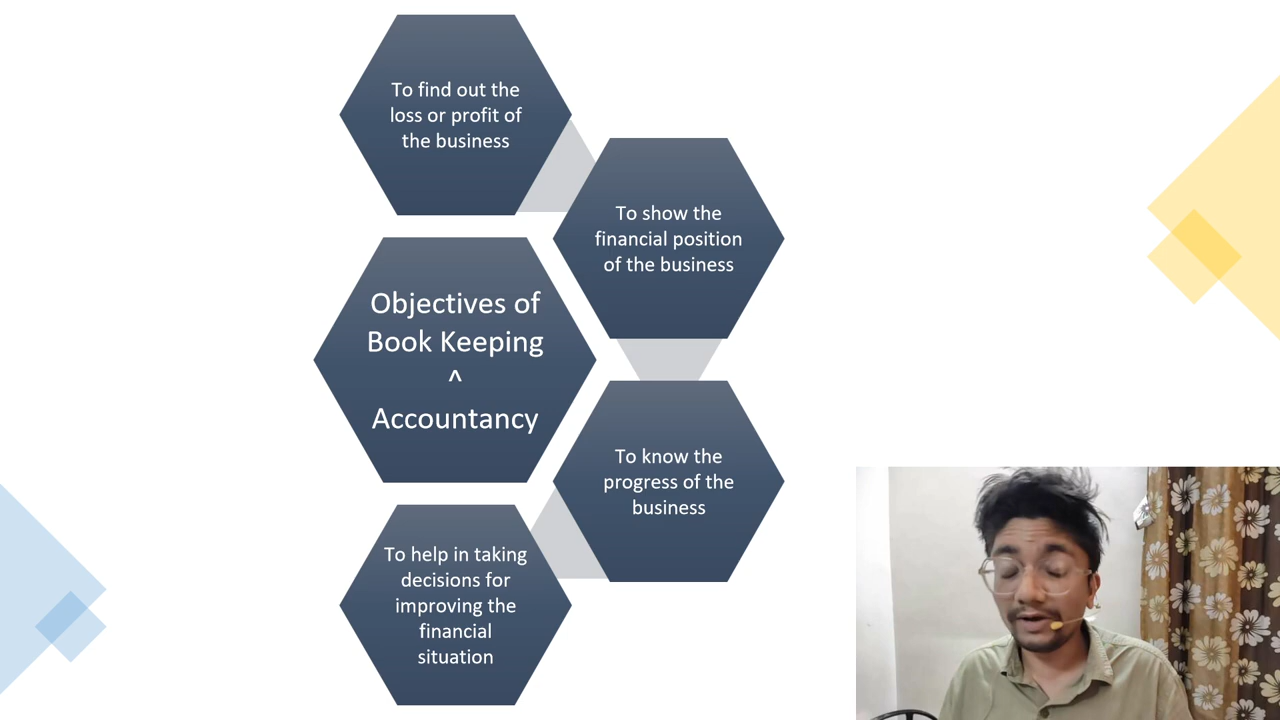 To find out the
loss or profit of
the business
To show the
financial position
of the business
Objectives of
Book Keeping
^
Accountancy
To know the
progress of the
business
To help in taking
decisions for
improving the
financial
situation